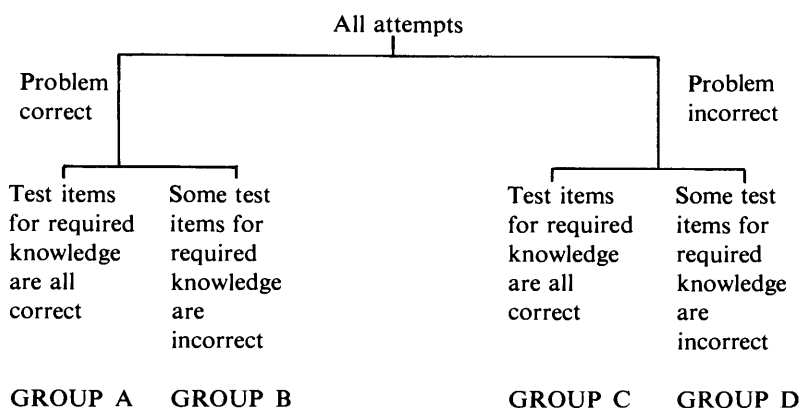 All attempts
Problem
correct
Problem
incorrect
Test items
for required
knowledge
are all
correct
Some test
items for
required
knowledge
are
incorrect
Test items
for required
knowledge
are all
correct
Some test
items for
required
knowledge
are
incorrect
GROUP A
GROUP B
GROUP C
GROUP D